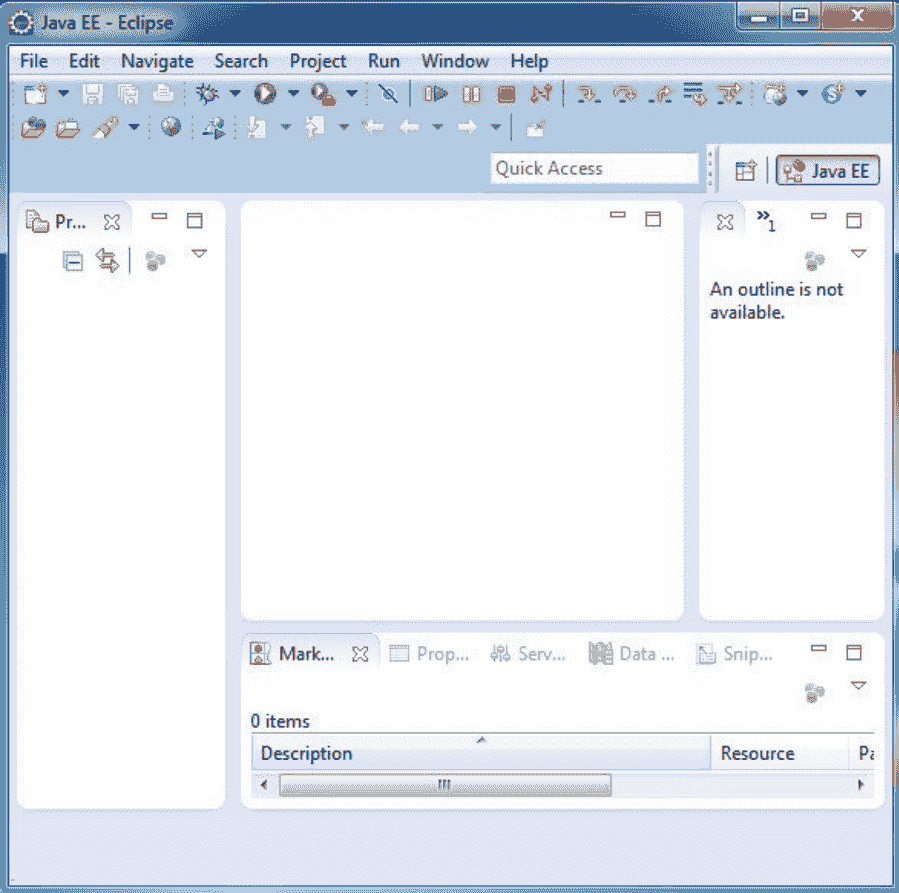 Java EE - Eclipse
File Edit Navigate Search Project Run Window Help
Quick Access
Java EE
Pr...
»1
An outline is not
available.
Mark... Prop... Serv... Data ... Snip...
0 items
Description Resource Pa